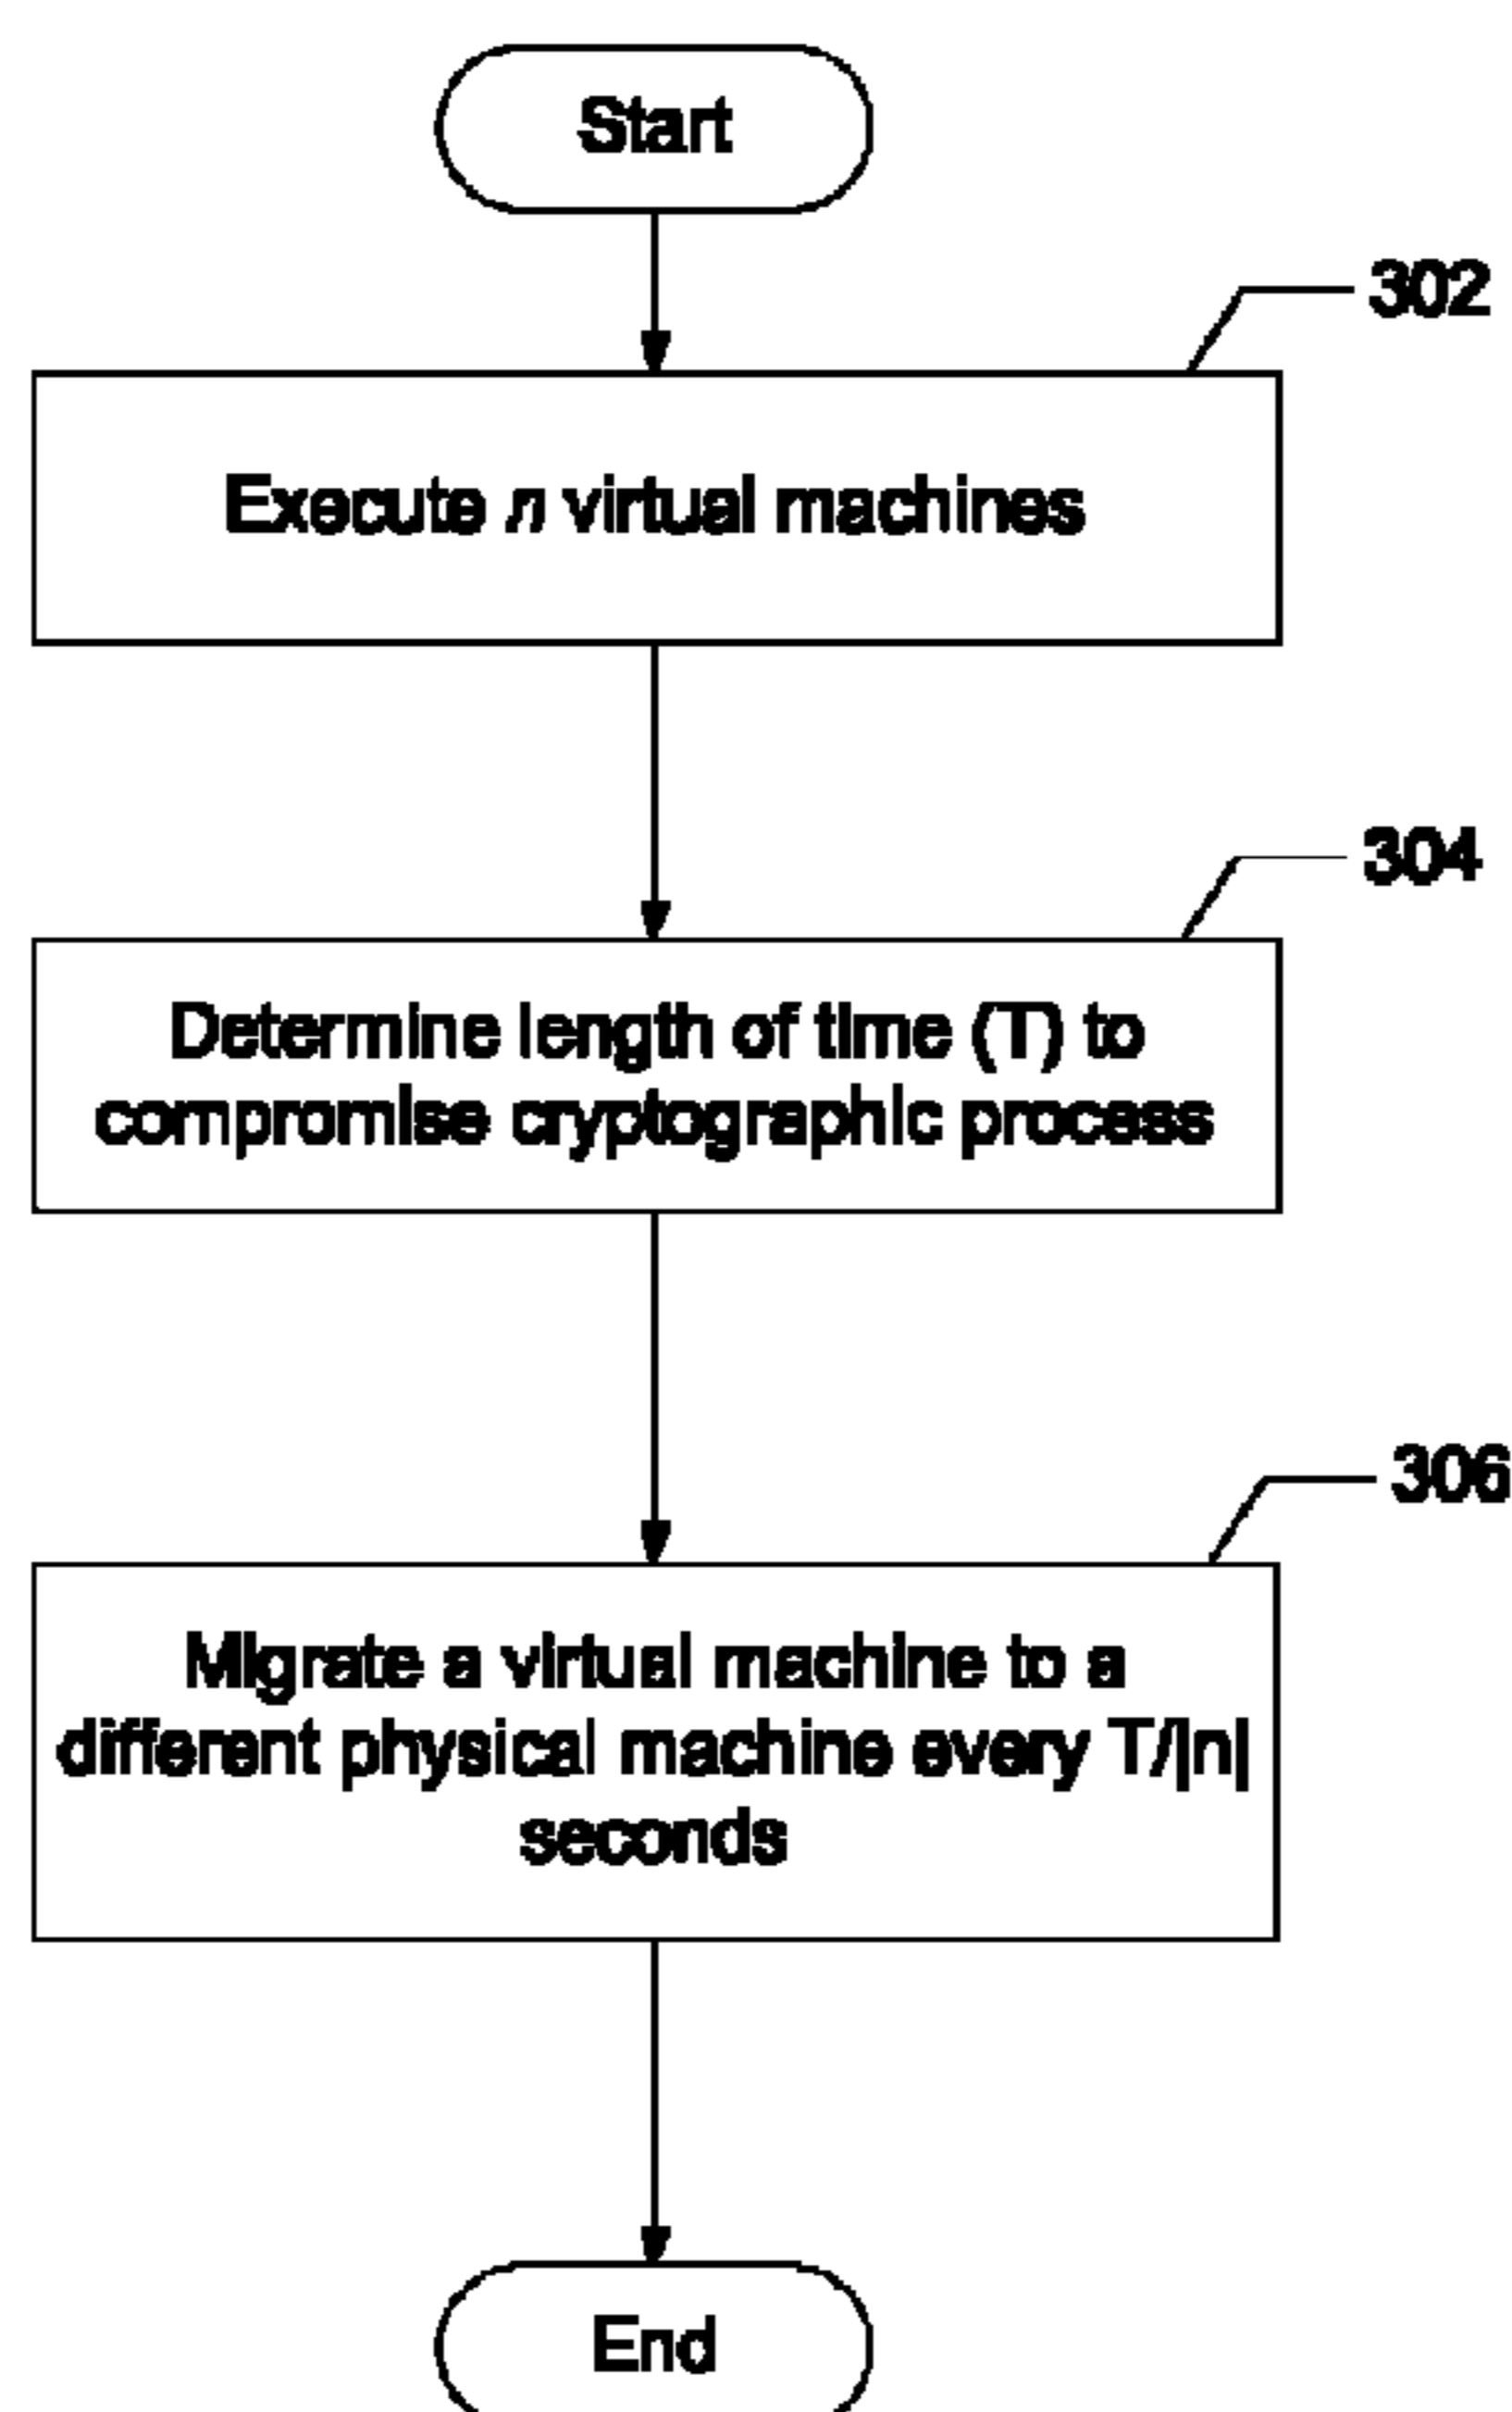 Start
302
Execute n virtual machines
304
Determine length of time (T) to
compromise cryptographic process
306
Migrate a virtual machine to a
different physical machine every T/|n|
seconds
End